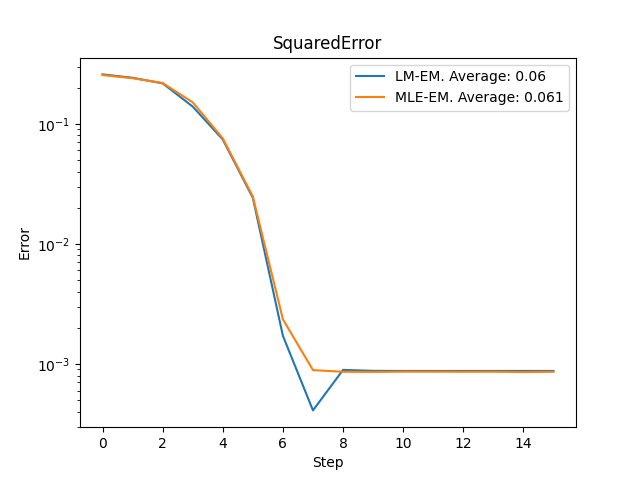 SquaredError
LM-EM. Average: 0.06
MLE-EM. Average: 0.061
Error
10⁻¹
10⁻²
10⁻³
0 2 4 6 8 10 12 14
Step